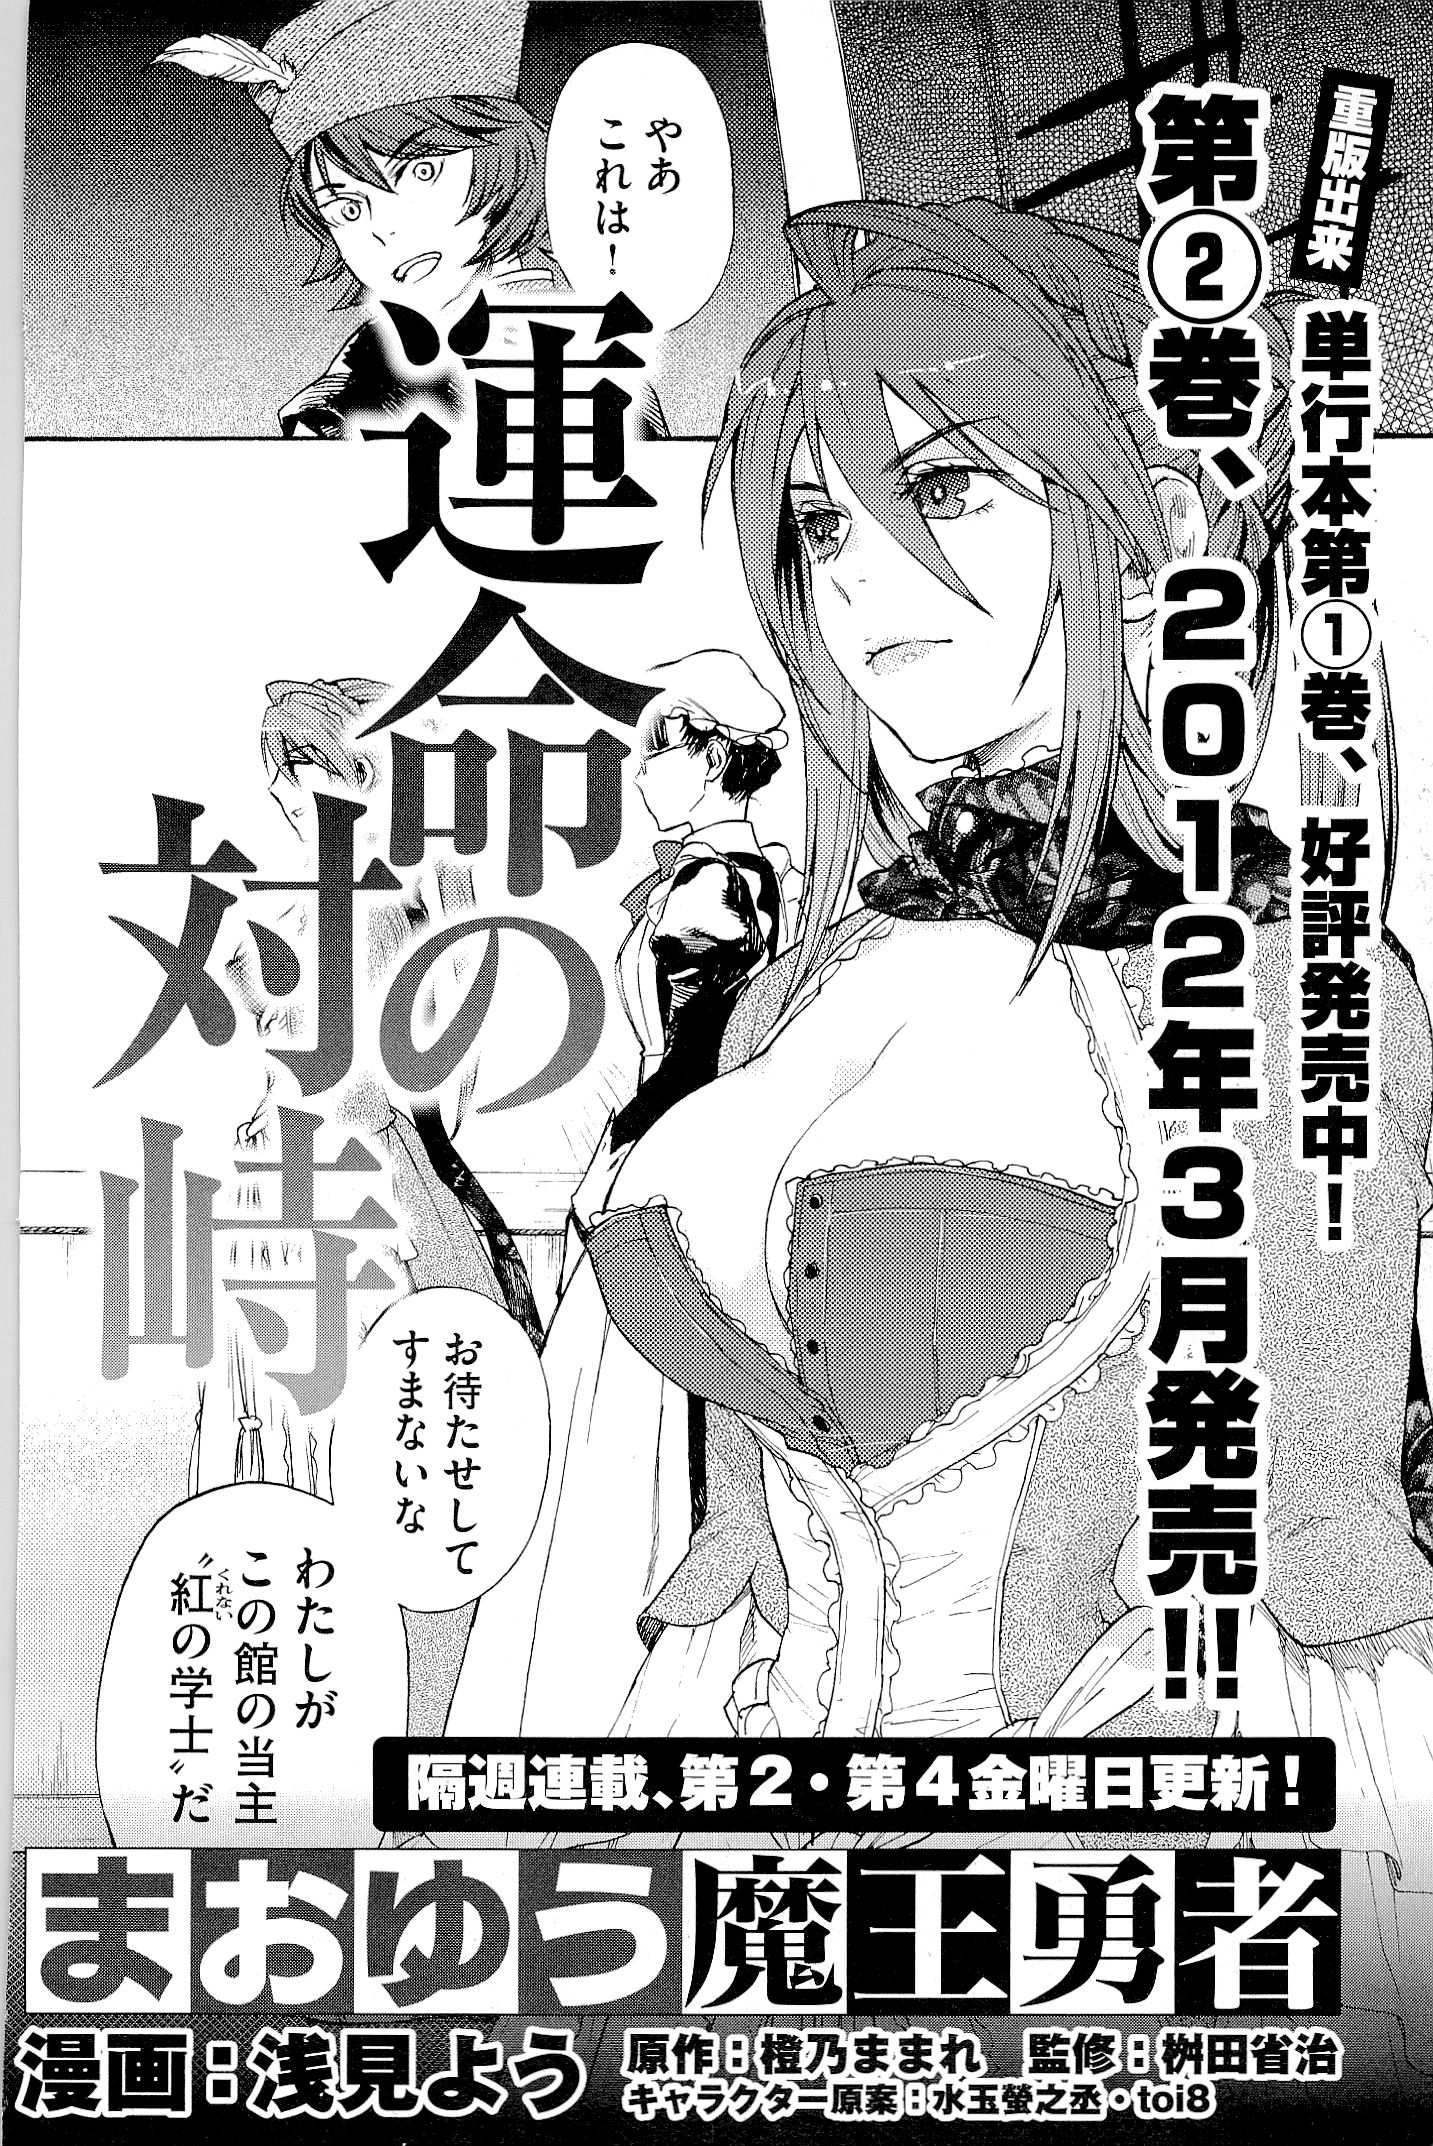 重版出来
単行本第①巻、好評発売中！
第②巻、2012年3月発売!!
やあ
これは！
運命の
対峙
お待たせして
すまないな
わたしが
この館の当主
くれない
〝紅の学士〟だ
隔週連載、第2・第4金曜日更新！
まおゆう魔王勇者
漫画：浅見よう
原作：橙乃ままれ　監修：桝田省治
キャラクター原案：水玉螢之丞・toi8